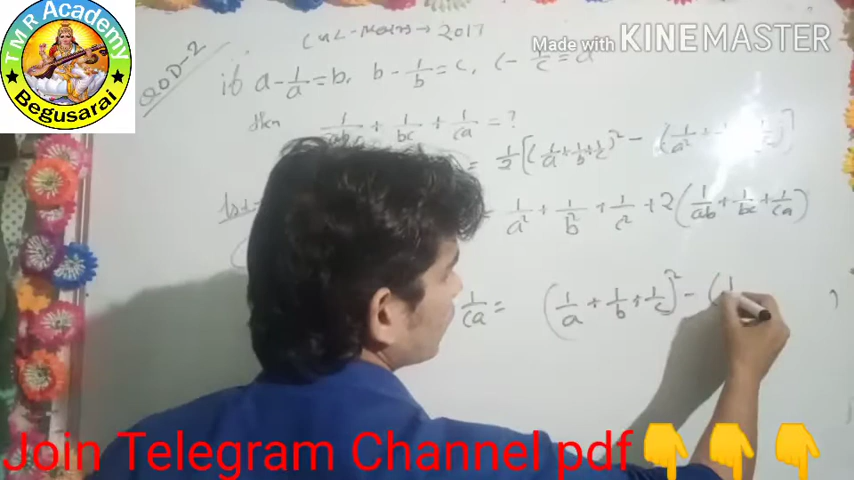 TMR Academy
Begusarai
Made with KINEMASTER
QOD-2
CGL-Mains → 2017
if a - 1/a = b, b - 1/b = c, c - 1/c = a
then 1/ab + 1/bc + 1/ca = ?
= 1/2 [(1/a + 1/b + 1/c)² - (1/a² +
1/a² + 1/b² + 1/c² + 2(1/ab + 1/bc + 1/ca)
1/ca = (1/a + 1/b + 1/c)² - (1
Join Telegram Channel pdf👇👇👇